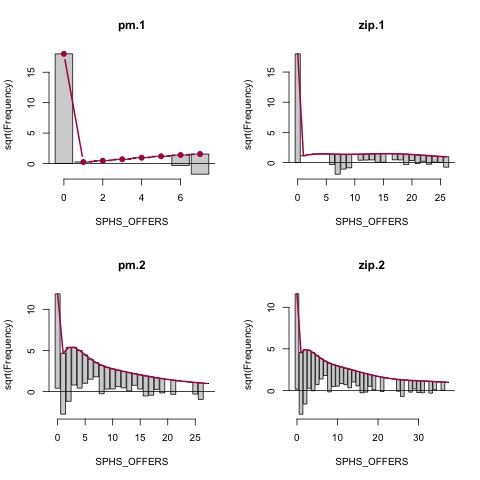 pm.1
sqrt(Frequency)
15
10
5
0
0 2 4 6
SPHS_OFFERS
zip.1
sqrt(Frequency)
15
10
5
0
0 5 10 15 20 25
SPHS_OFFERS
pm.2
sqrt(Frequency)
10
5
0
0 5 10 15 20 25
SPHS_OFFERS
zip.2
sqrt(Frequency)
10
5
0
0 10 20 30
SPHS_OFFERS